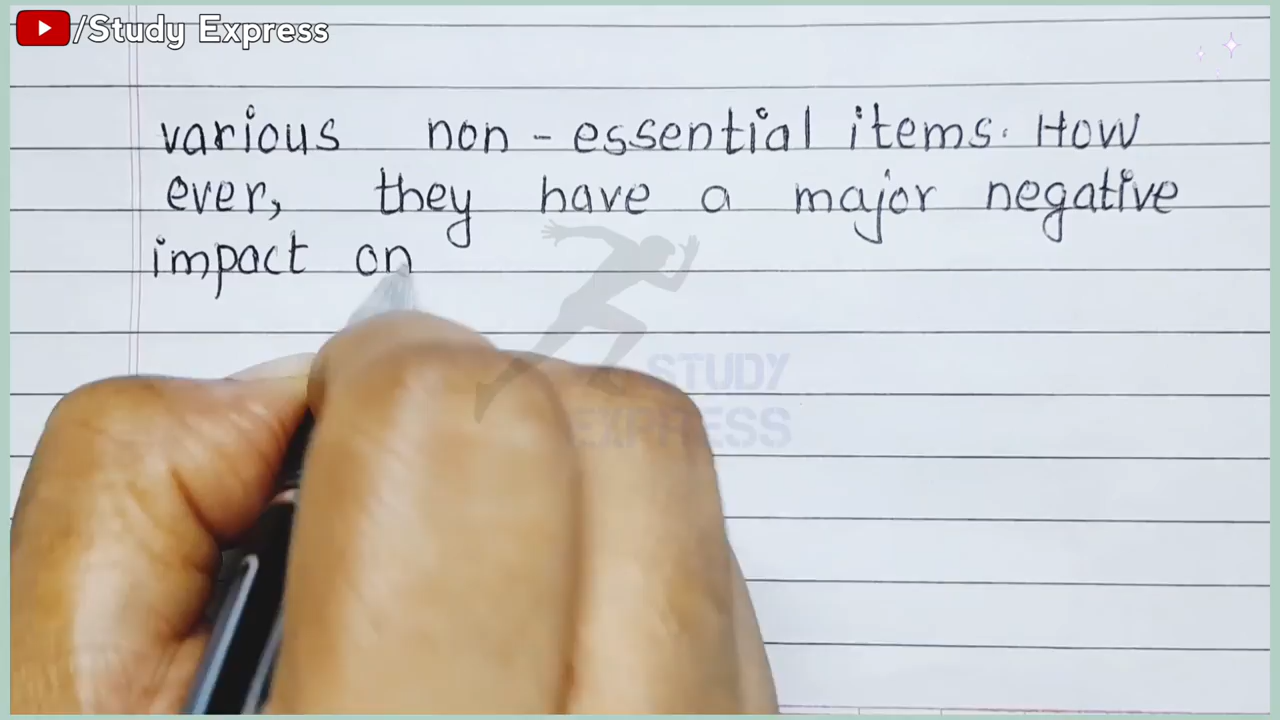 /Study Express
various non-essential items. How
ever, they have a major negative
impact on
STUDY
EXPRESS